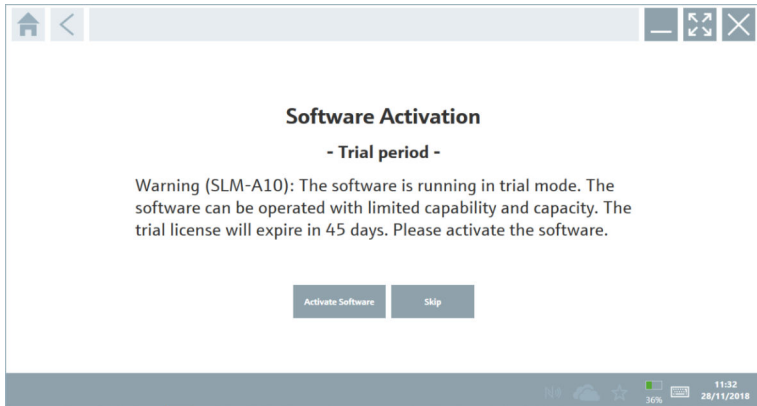 Software Activation
- Trial period -
Warning (SLM-A10): The software is running in trial mode. The
software can be operated with limited capability and capacity. The
trial license will expire in 45 days. Please activate the software.
Activate Software
Skip
11:32
36%
28/11/2018